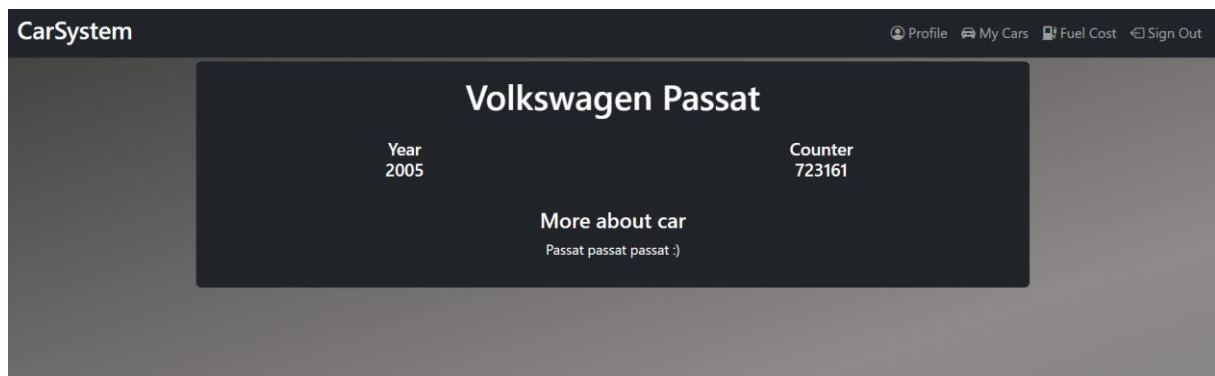 CarSystem
Profile My Cars Fuel Cost Sign Out
Volkswagen Passat
Year
2005
Counter
723161
More about car
Passat passat passat :)